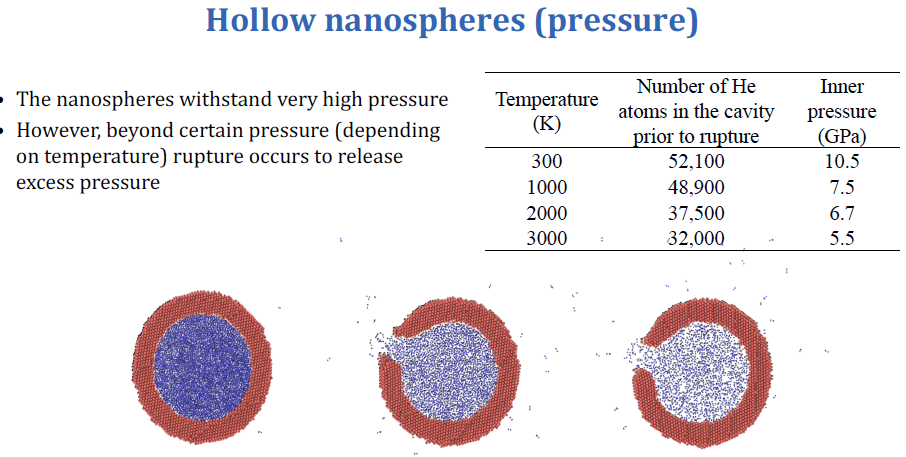 Hollow nanospheres (pressure)
• The nanospheres withstand very high pressure
• However, beyond certain pressure (depending
on temperature) rupture occurs to release
excess pressure
Temperature (K) Number of He atoms in the cavity prior to rupture Inner pressure (GPa)
300 52,100 10.5
1000 48,900 7.5
2000 37,500 6.7
3000 32,000 5.5